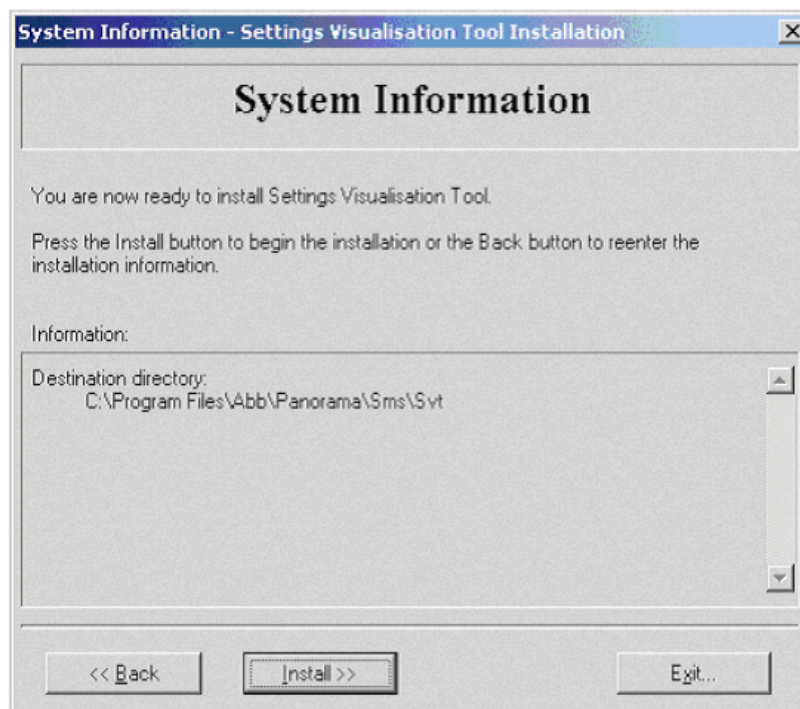 System Information - Settings Visualisation Tool Installation
System Information
You are now ready to install Settings Visualisation Tool.
Press the Install button to begin the installation or the Back button to reenter the
installation information.
Information:
Destination directory:
C:\Program Files\Abb\Panorama\Sms\Svt
<< Back
Install >>
Exit...